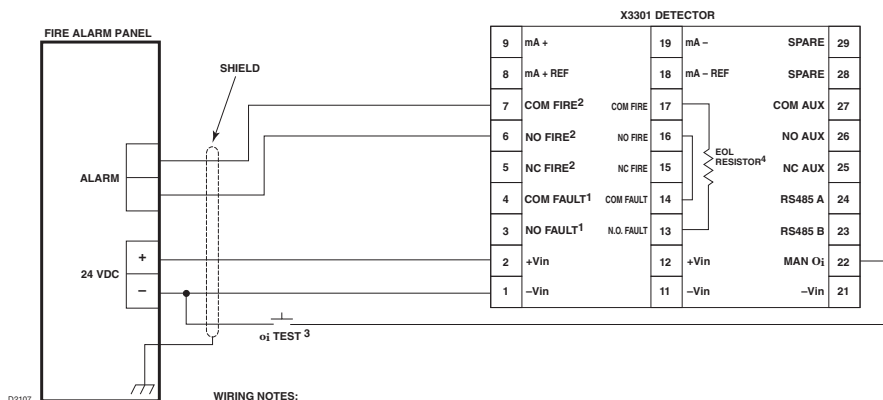 X3301 DETECTOR
FIRE ALARM PANEL
SHIELD
ALARM
+
24 VDC
–
oi TEST 3
9 mA + 19 mA – SPARE 29
8 mA + REF 18 mA – REF SPARE 28
7 COM FIRE2 COM FIRE 17 COM AUX 27
6 NO FIRE2 NO FIRE 16 NO AUX 26
EOL
RESISTOR4
5 NC FIRE2 NC FIRE 15 NC AUX 25
4 COM FAULT1 COM FAULT 14 RS485 A 24
3 NO FAULT1 N.O. FAULT 13 RS485 B 23
2 +Vin 12 +Vin MAN Oi 22
1 –Vin 11 –Vin –Vin 21
WIRING NOTES: